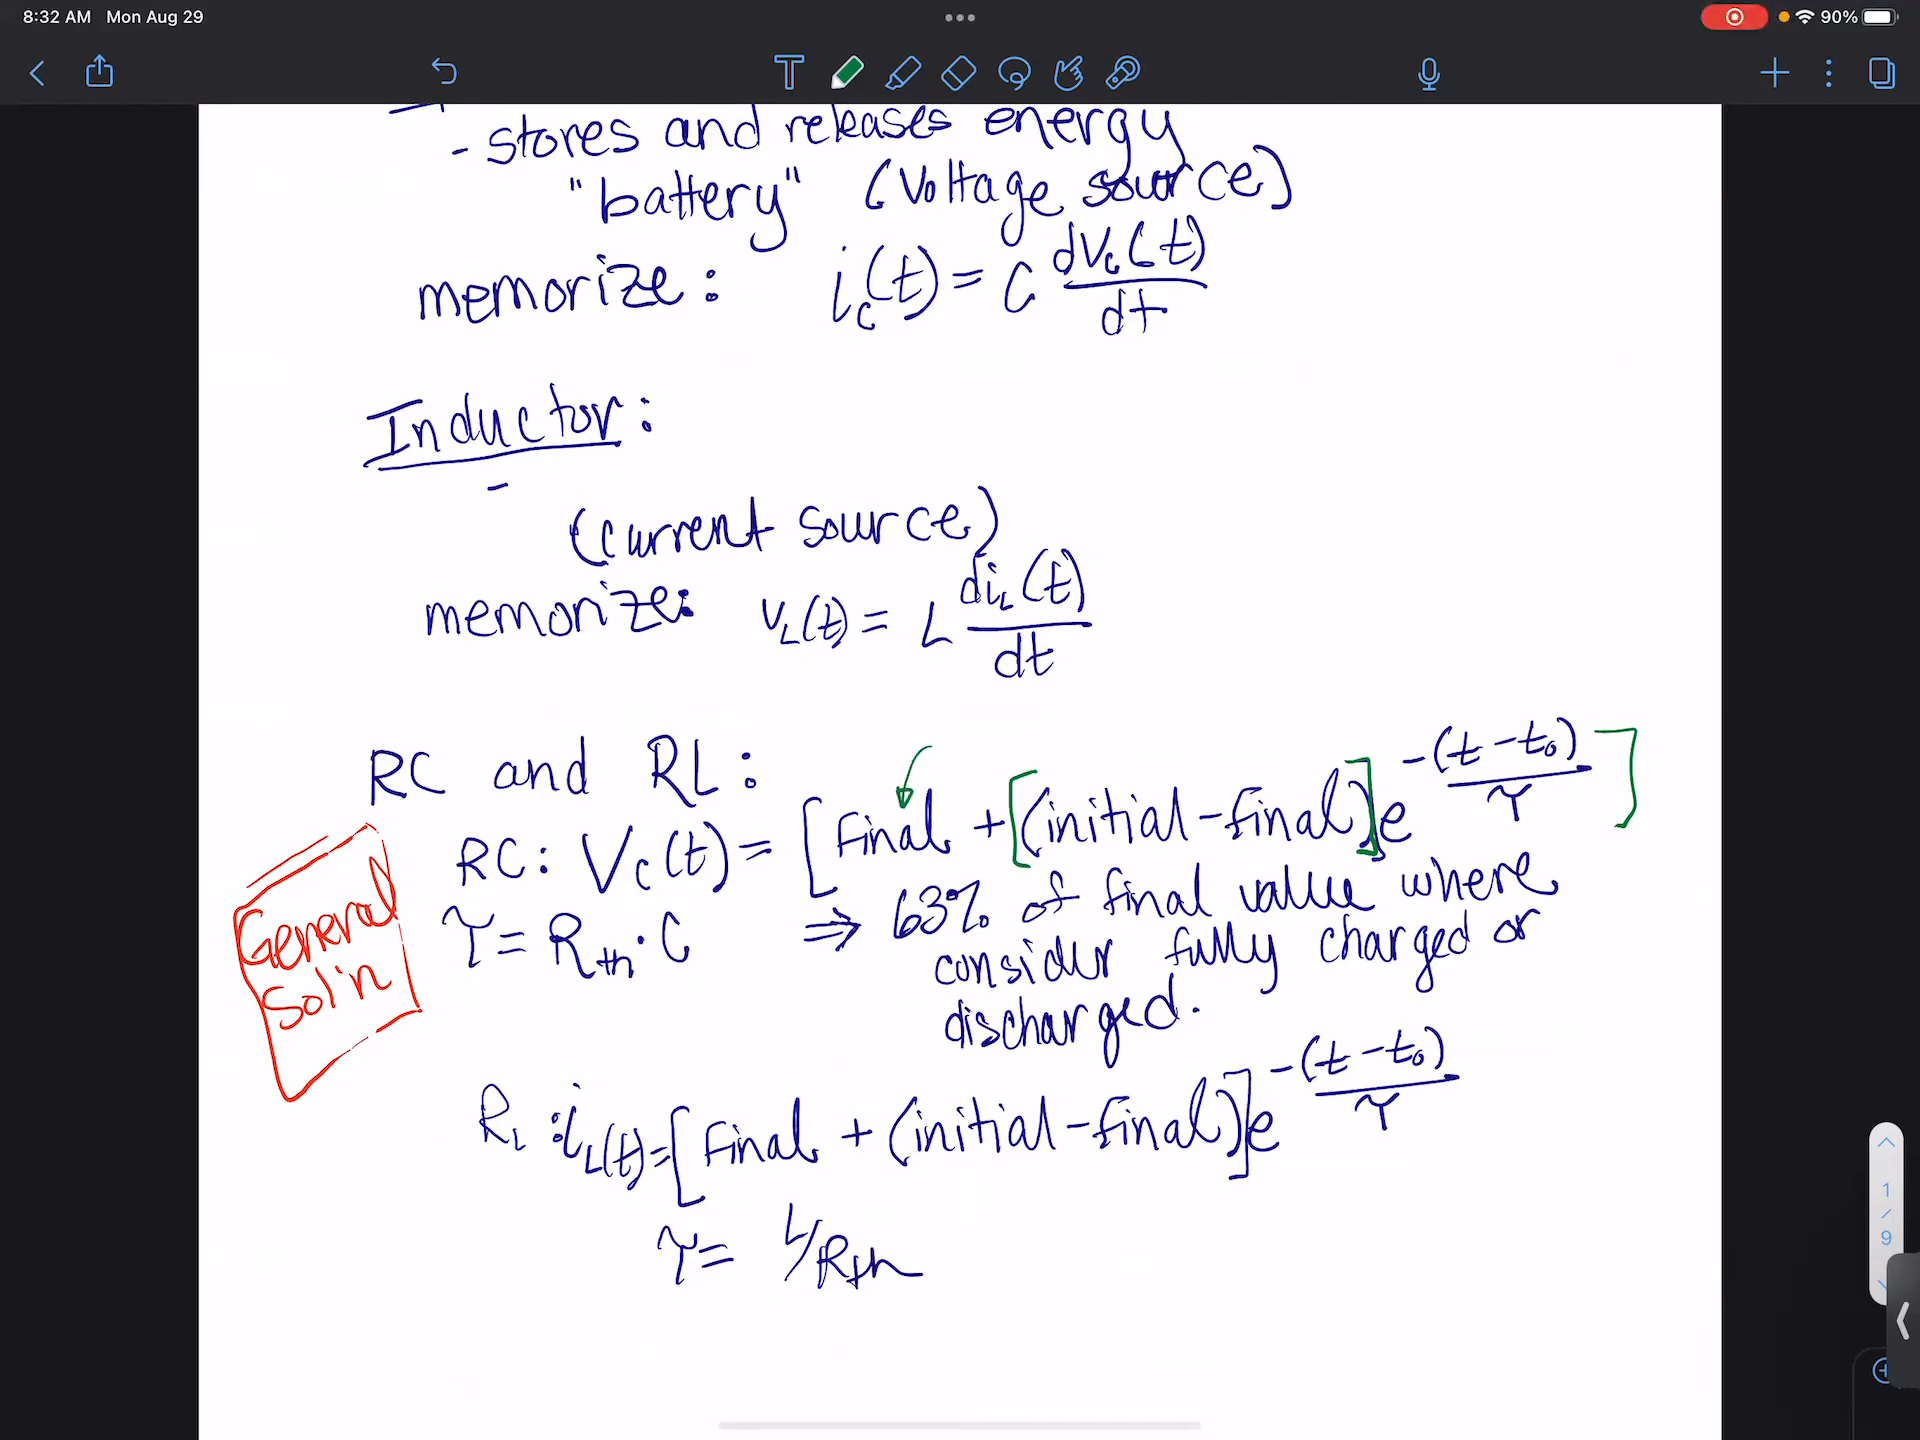 8:32 AM Mon Aug 29
90%
- stores and releases energy
"battery" (Voltage source)
memorize: i_c(t) = C dV_c(t)/dt
Inductor:
-
(current source)
memorize: v_L(t) = L di_L(t)/dt
RC and RL:
RC: V_c(t) = [Final + [(initial - final)] e^(-(t - t_0)/τ)]
General
Sol'n
τ = R_th · C ⇒ 63% of final value where
consider fully charged or
discharged.
RL: i_L(t) = [Final + (initial - final)] e^(-(t - t_0)/τ)
τ = L/R_th
1
/
9